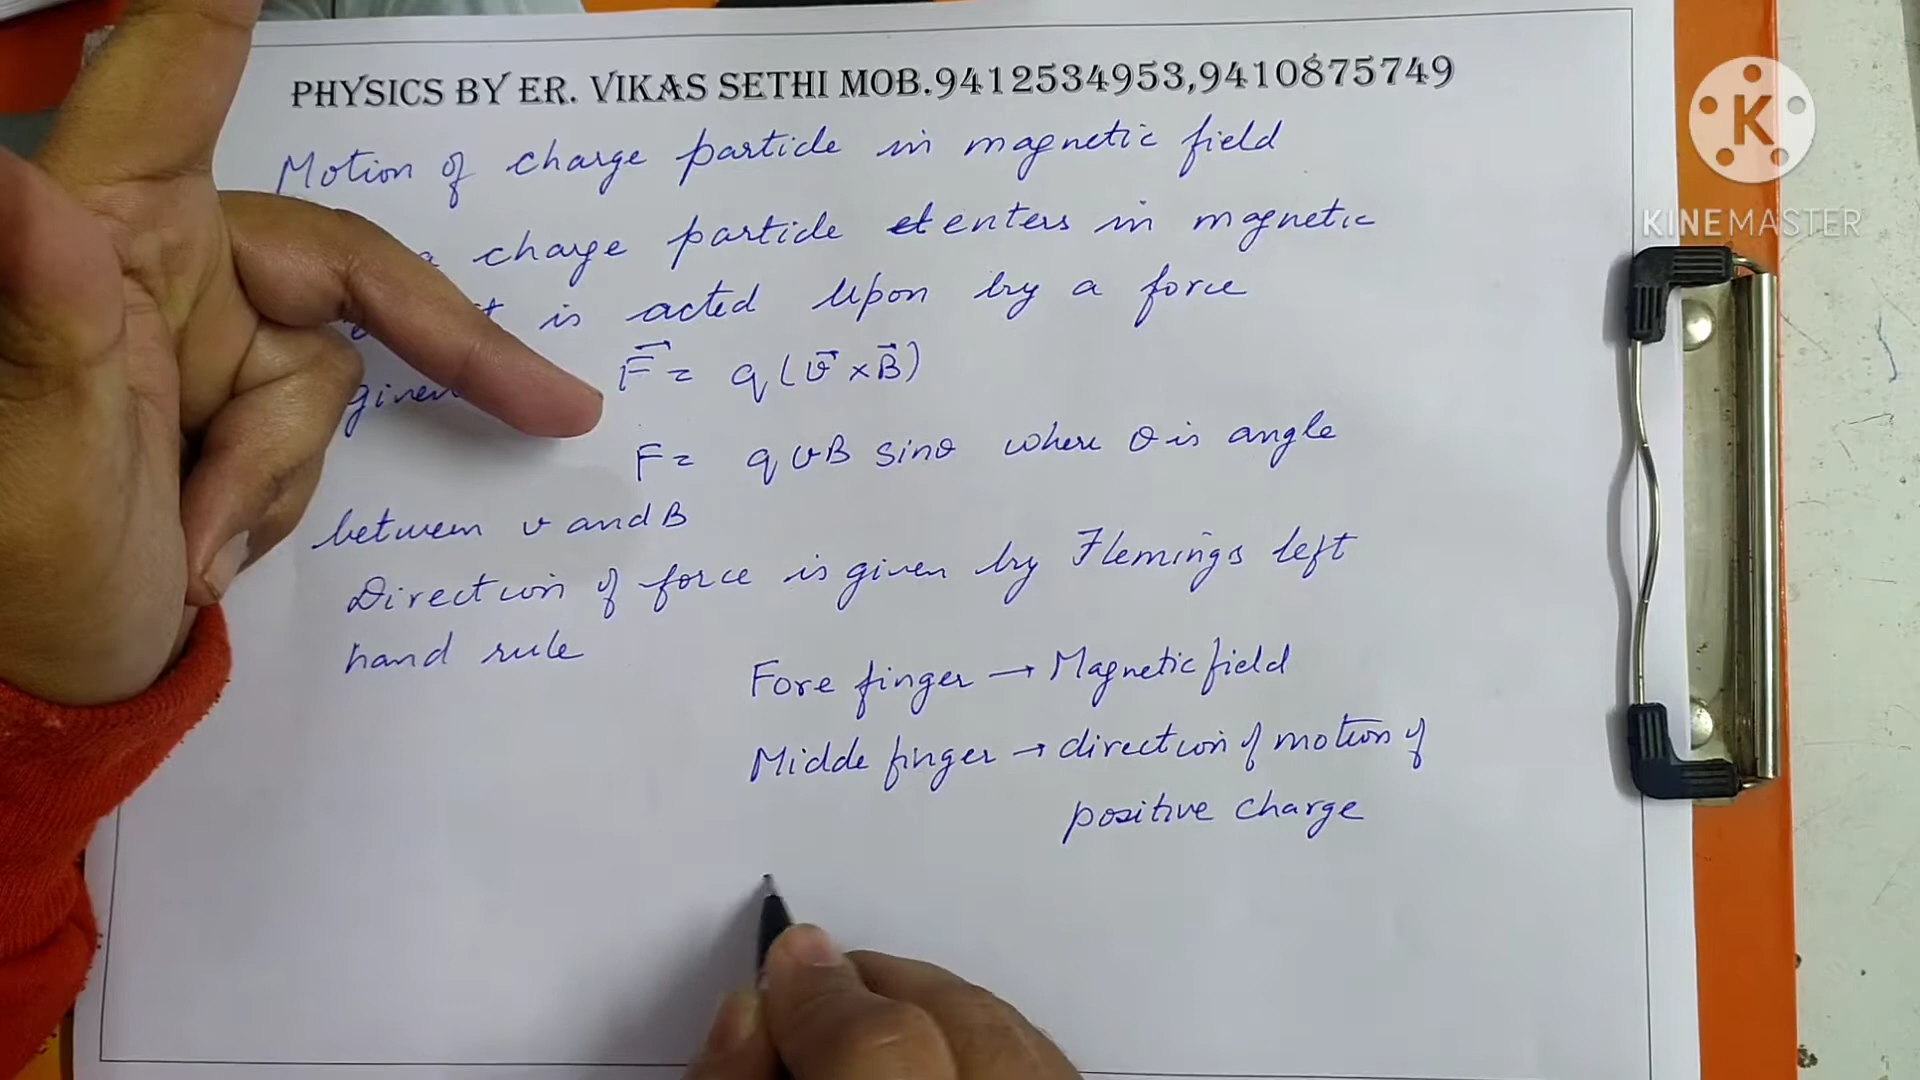 PHYSICS BY ER. VIKAS SETHI MOB.9412534953,9410875749
K
KINEMASTER
Motion of charge particle in magnetic field
a charge particle enters in magnetic
is acted upon by a force
given F⃗ = q(v⃗ × B⃗)
F = qvB sinθ where θ is angle
between v and B
Direction of force is given by Flemings left
hand rule
Fore finger → Magnetic field
Midde finger → direction of motion of
positive charge